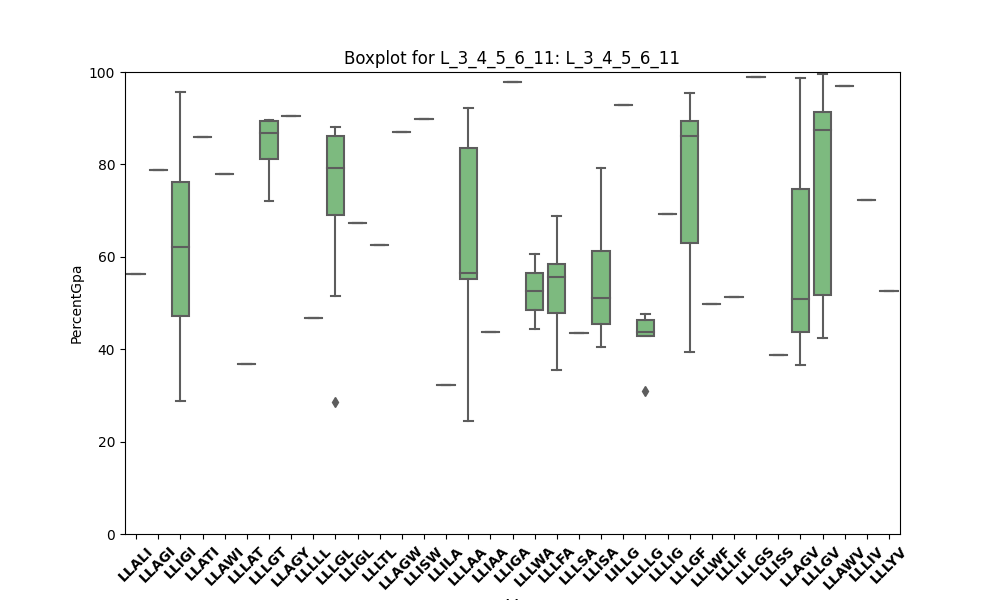 Boxplot for L_3_4_5_6_11: L_3_4_5_6_11
100
80
60
40
20
0
PercentGpa
LLALI LLAGI LLIGI LLATI LLAWI LLLAT LLLGT LLAGY LLLLL LLLGL LLIGL LLLTL LLAGW LLISW LLILA LLLAA LLIAA LLIGA LLLWA LLLFA LLLSA LLISA LILLG LLLLG LLLIG LLLGF LLLWF LLLIF LLLGS LLISS LLAGV LLLGV LLAWV LLLIV LLLYV